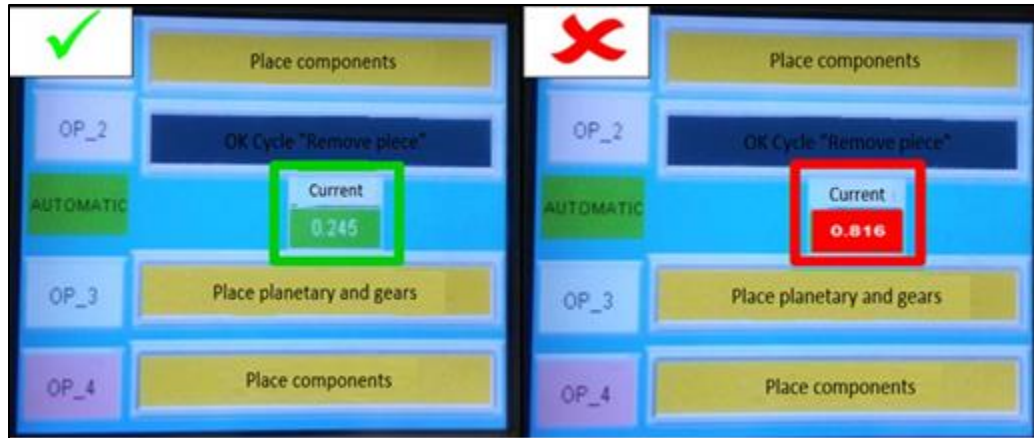 Place components
OP_2
OK Cycle "Remove piece"
AUTOMATIC
Current
0.245
OP_3
Place planetary and gears
OP_4
Place components
Place components
OP_2
OK Cycle "Remove piece"
AUTOMATIC
Current
0.816
OP_3
Place planetary and gears
OP_4
Place components